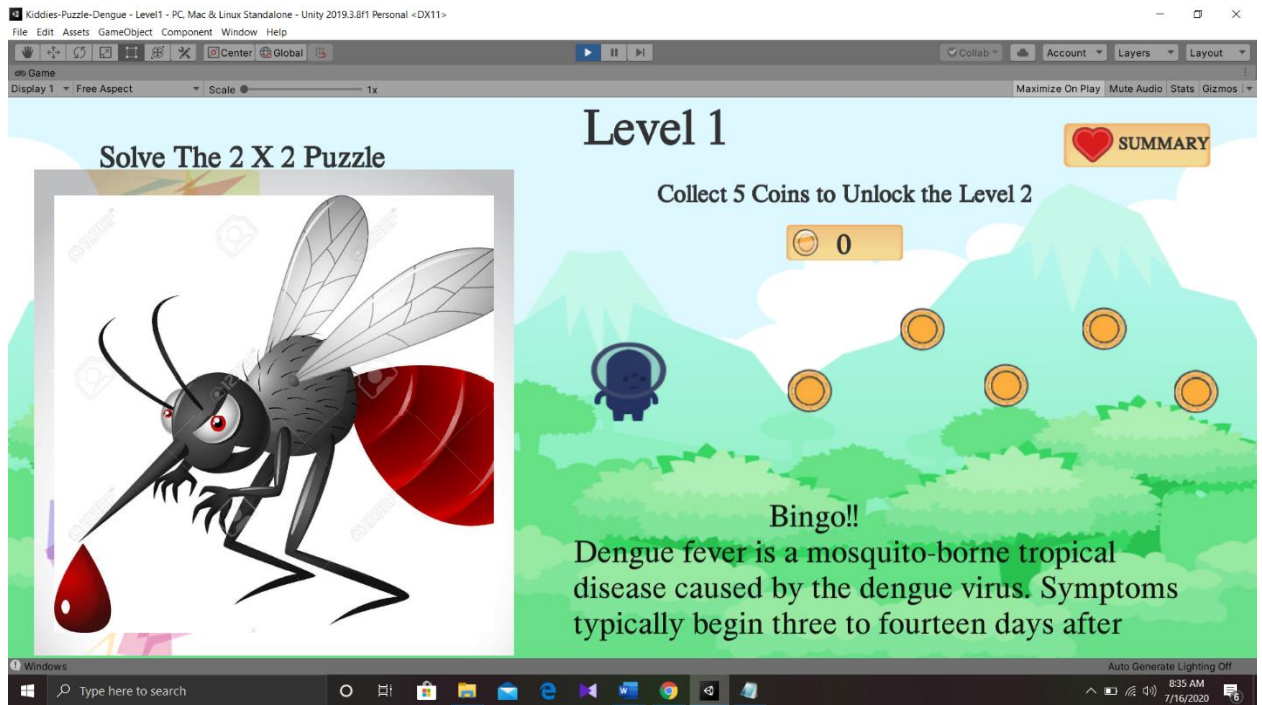 Kiddies-Puzzle-Dengue - Level1 - PC, Mac & Linux Standalone - Unity 2019.3.8f1 Personal <DX11>
File Edit Assets GameObject Component Window Help
Center Global
Collab Account Layers Layout
Game
Display 1 Free Aspect Scale 1x Maximize On Play Mute Audio Stats Gizmos
Level 1
SUMMARY
Solve The 2 X 2 Puzzle
Collect 5 Coins to Unlock the Level 2
0
Bingo!!
Dengue fever is a mosquito-borne tropical
disease caused by the dengue virus. Symptoms
typically begin three to fourteen days after
Windows
Auto Generate Lighting Off
Type here to search
8:35 AM
7/16/2020
6